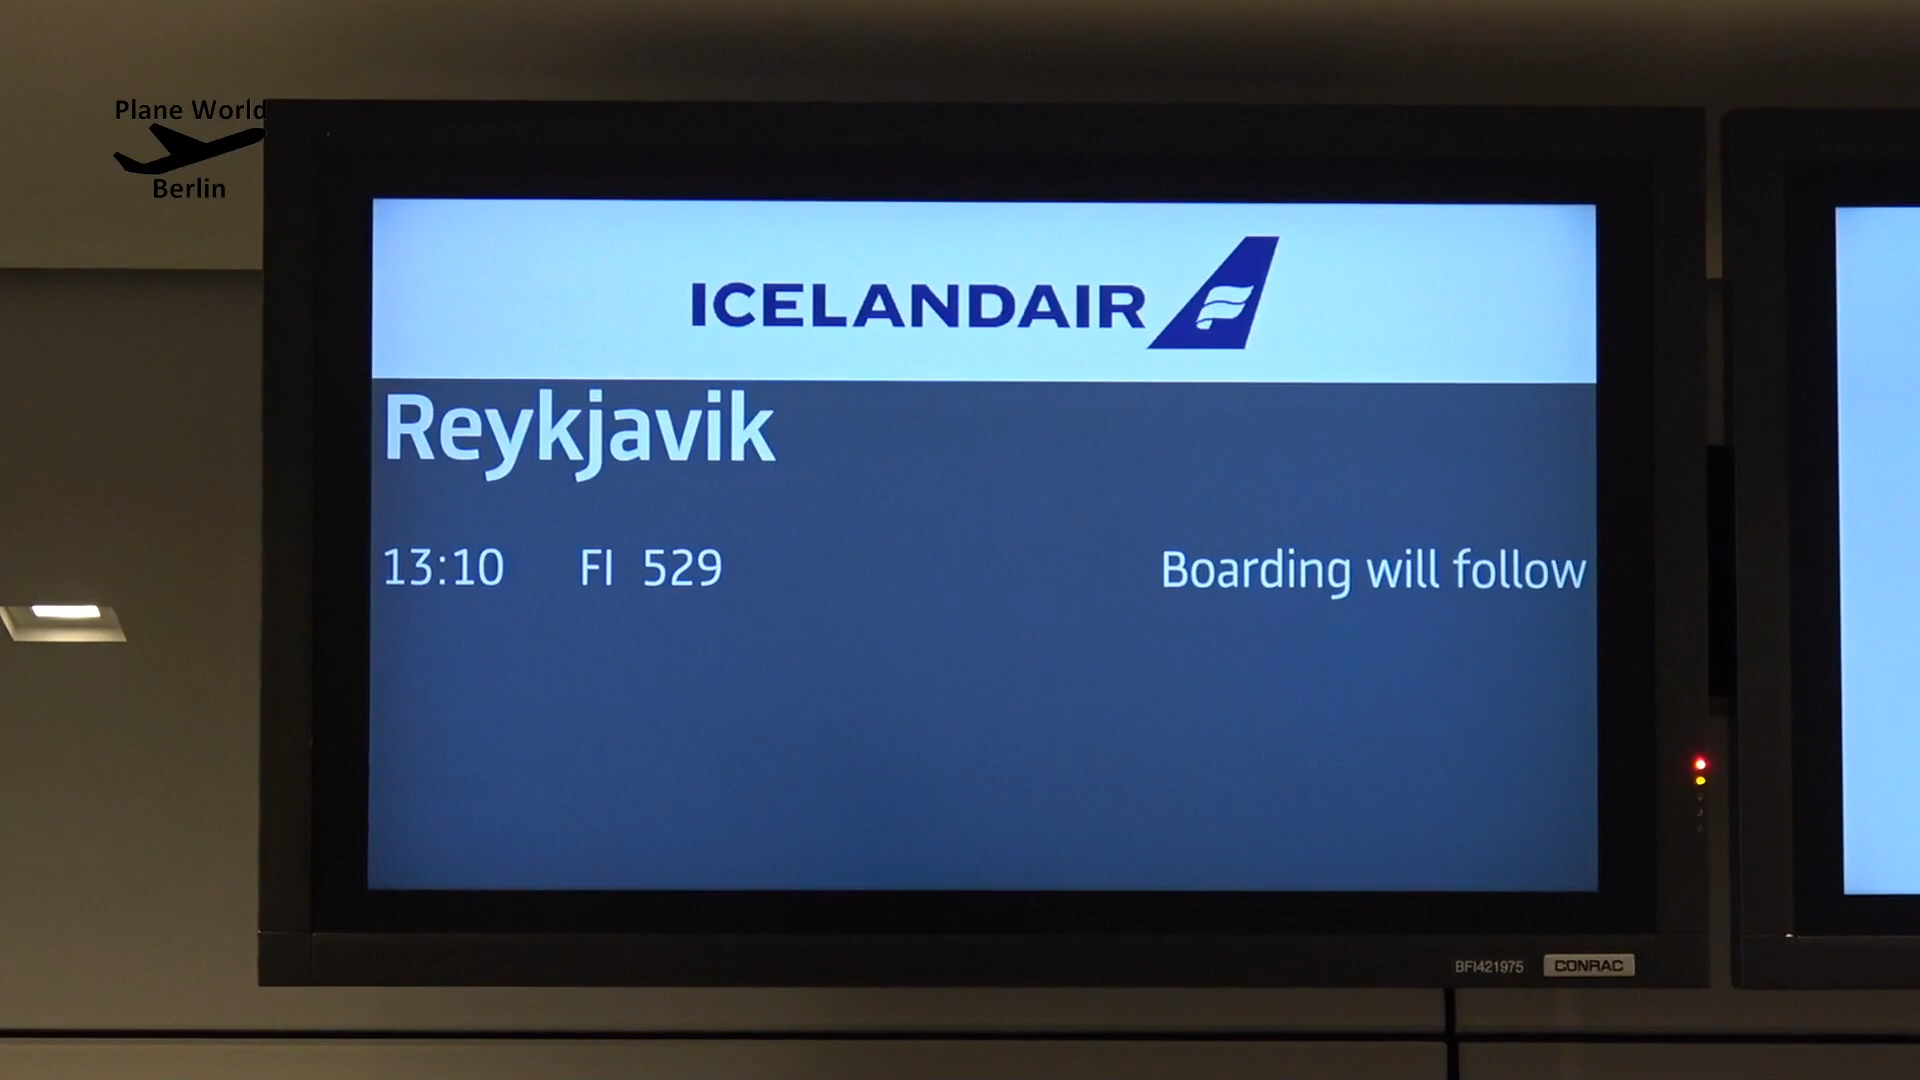 Plane World
Berlin
ICELANDAIR
Reykjavik
13:10 FI 529 Boarding will follow
BFI421975 CONRAC